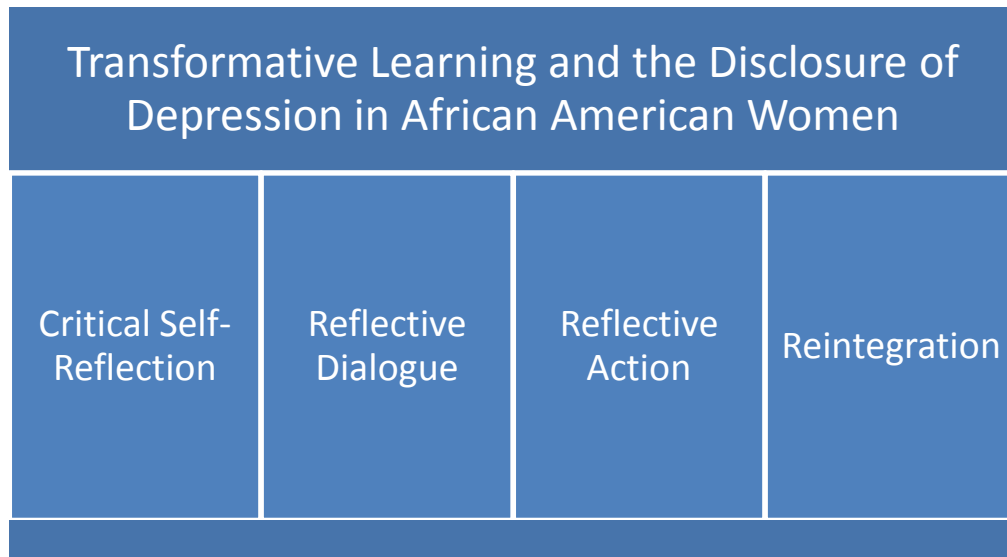 Transformative Learning and the Disclosure of
Depression in African American Women
Critical Self-
Reflection
Reflective
Dialogue
Reflective
Action
Reintegration